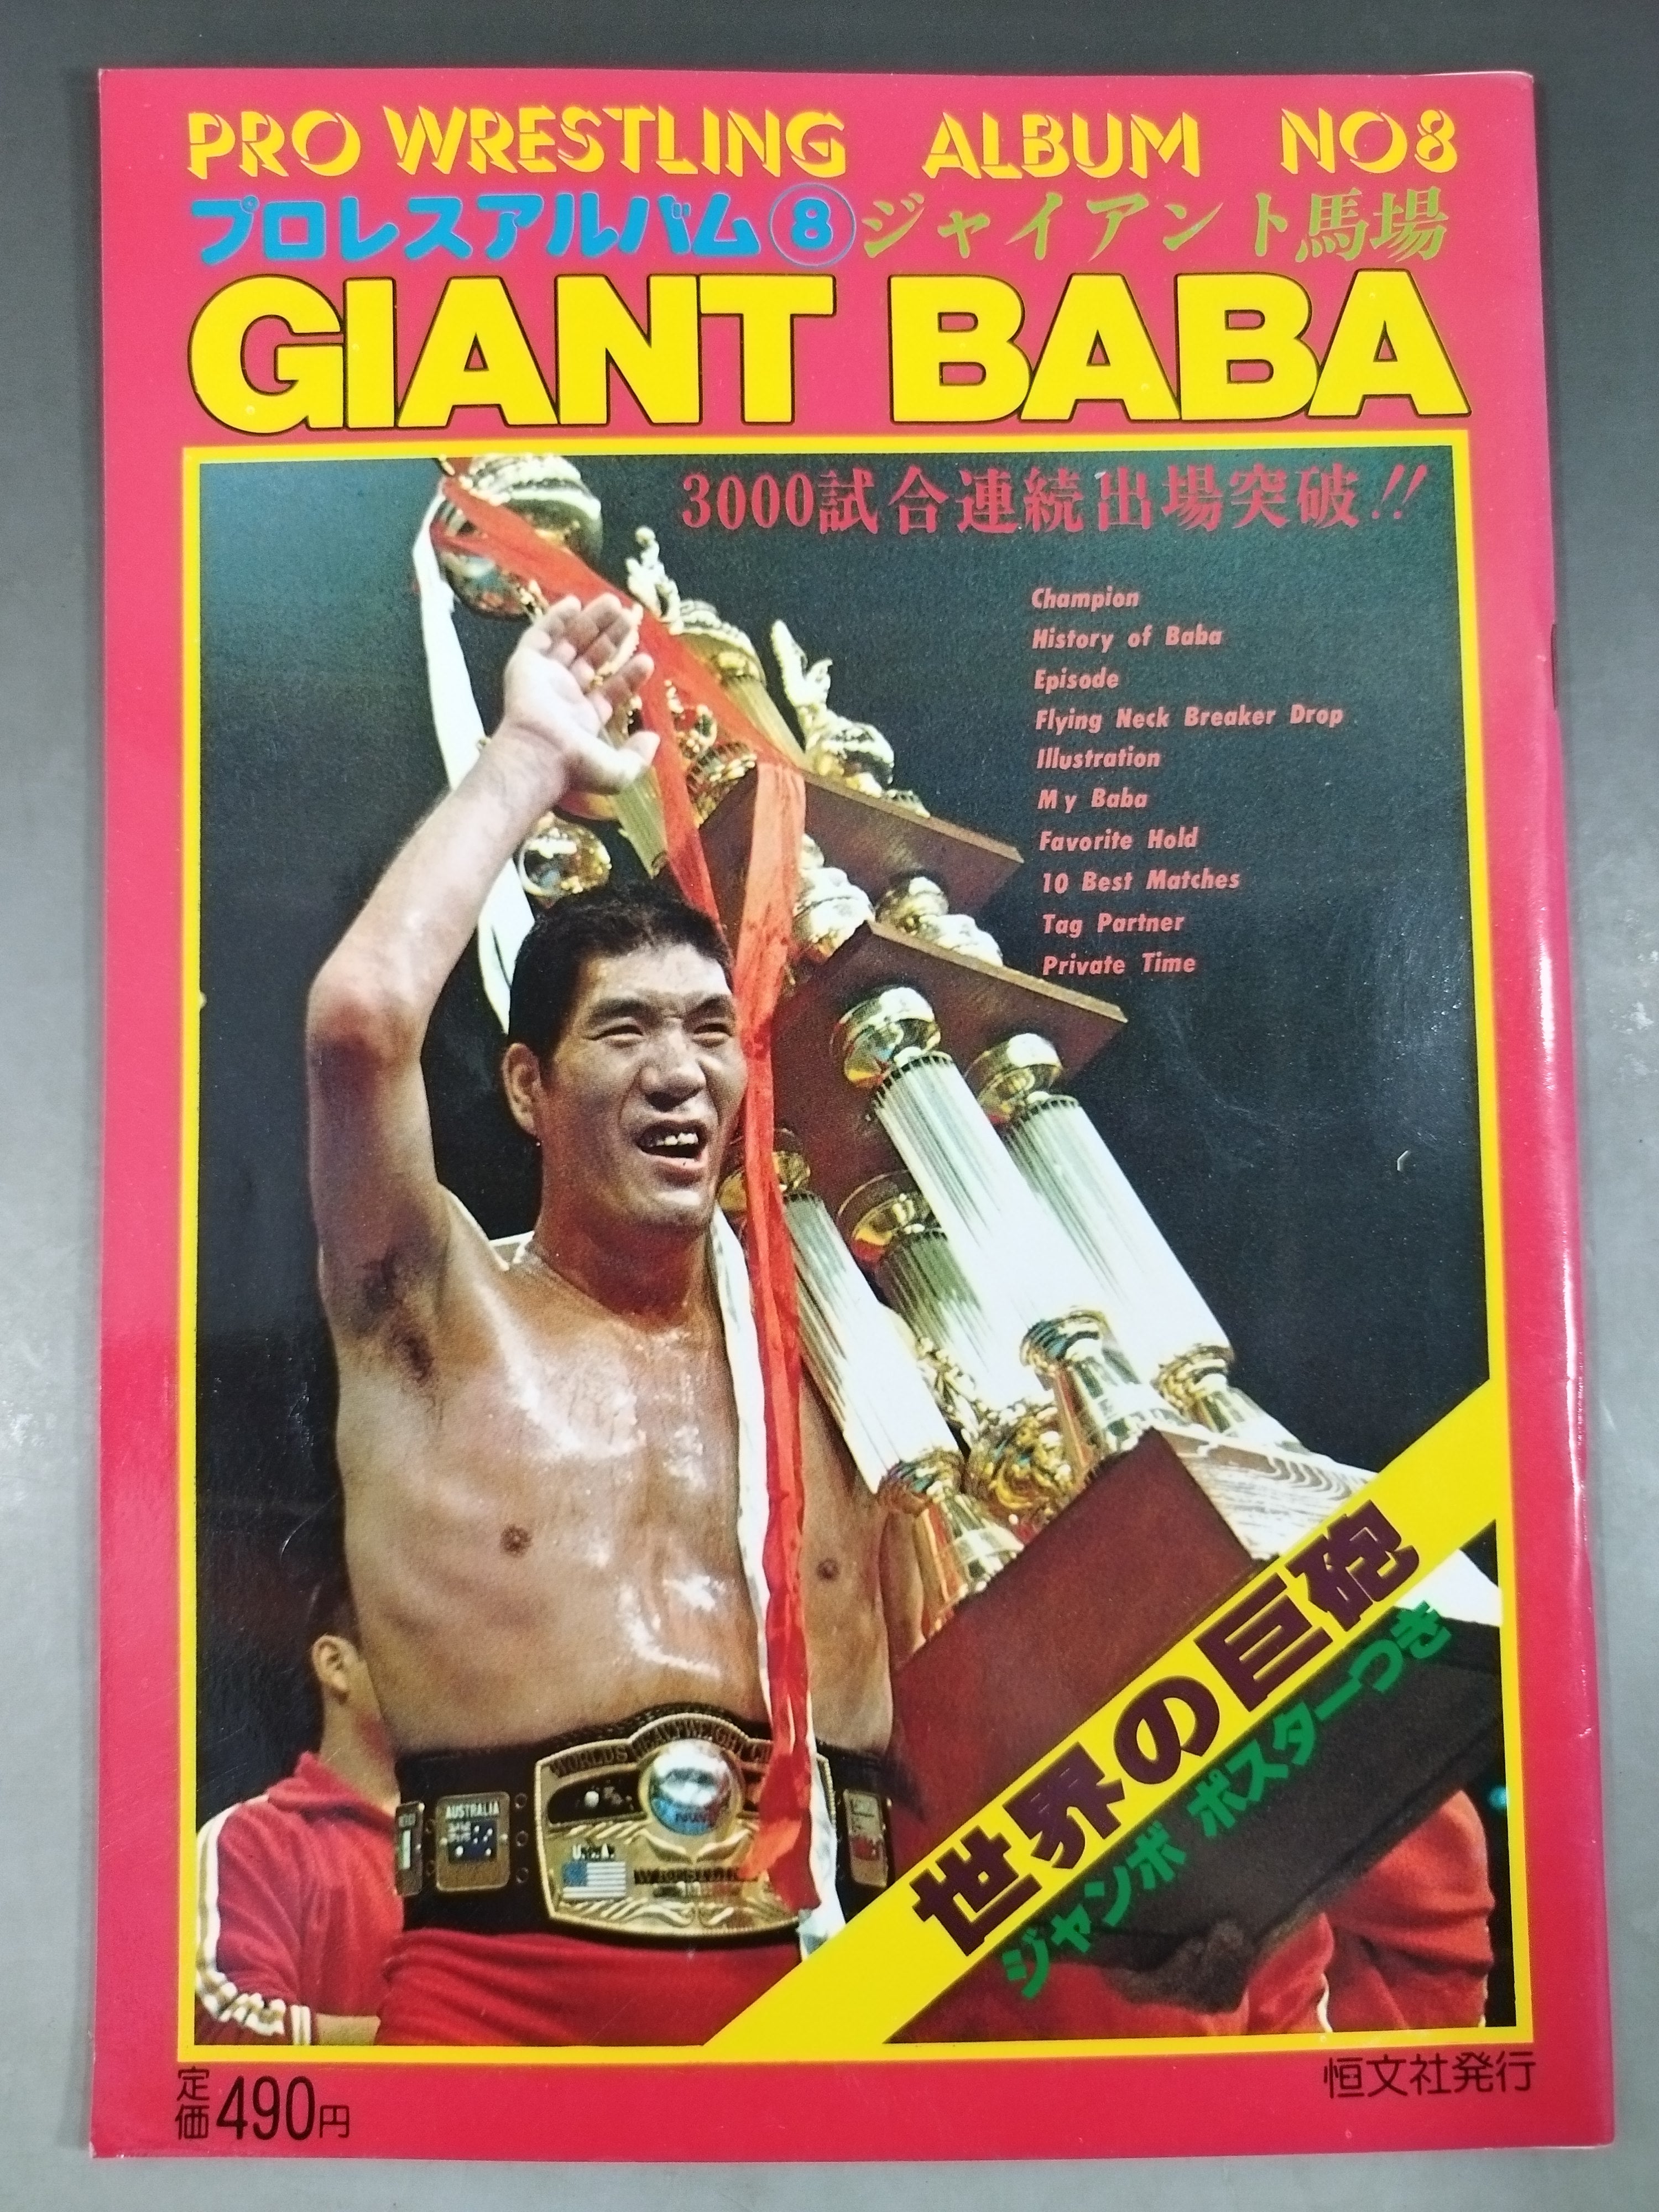 PRO WRESTLING ALBUM NO8
プロレスアルバム⑧ジャイアント馬場
GIANT BABA
3000試合連続出場突破!!
Champion
History of Baba
Episode
Flying Neck Breaker Drop
Illustration
My Baba
Favorite Hold
10 Best Matches
Tag Partner
Private Time
世界の巨砲
ジャンボ ポスターつき
AUSTRALIA
U.S.A.
定価490円
恒文社発行